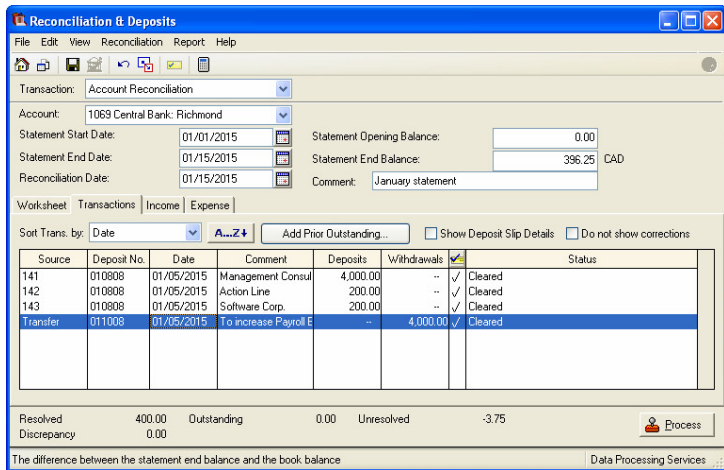 Reconciliation & Deposits
File Edit View Reconciliation Report Help
Transaction: Account Reconciliation
Account: 1069 Central Bank: Richmond
Statement Start Date: 01/01/2015 Statement Opening Balance: 0.00
Statement End Date: 01/15/2015 Statement End Balance: 396.25 CAD
Reconciliation Date: 01/15/2015 Comment: January statement
Worksheet Transactions Income Expense
Sort Trans. by: Date A...Z Add Prior Outstanding... Show Deposit Slip Details Do not show corrections
Source Deposit No. Date Comment Deposits Withdrawals Status
141 010808 01/05/2015 Management Consul 4,000.00 -- Cleared
142 010808 01/05/2015 Action Line 200.00 -- Cleared
143 010808 01/05/2015 Software Corp. 200.00 -- Cleared
Transfer 011008 01/05/2015 To increase Payroll E -- 4,000.00 Cleared
Resolved 400.00 Outstanding 0.00 Unresolved -3.75 Process
Discrepancy 0.00
The difference between the statement end balance and the book balance Data Processing Services